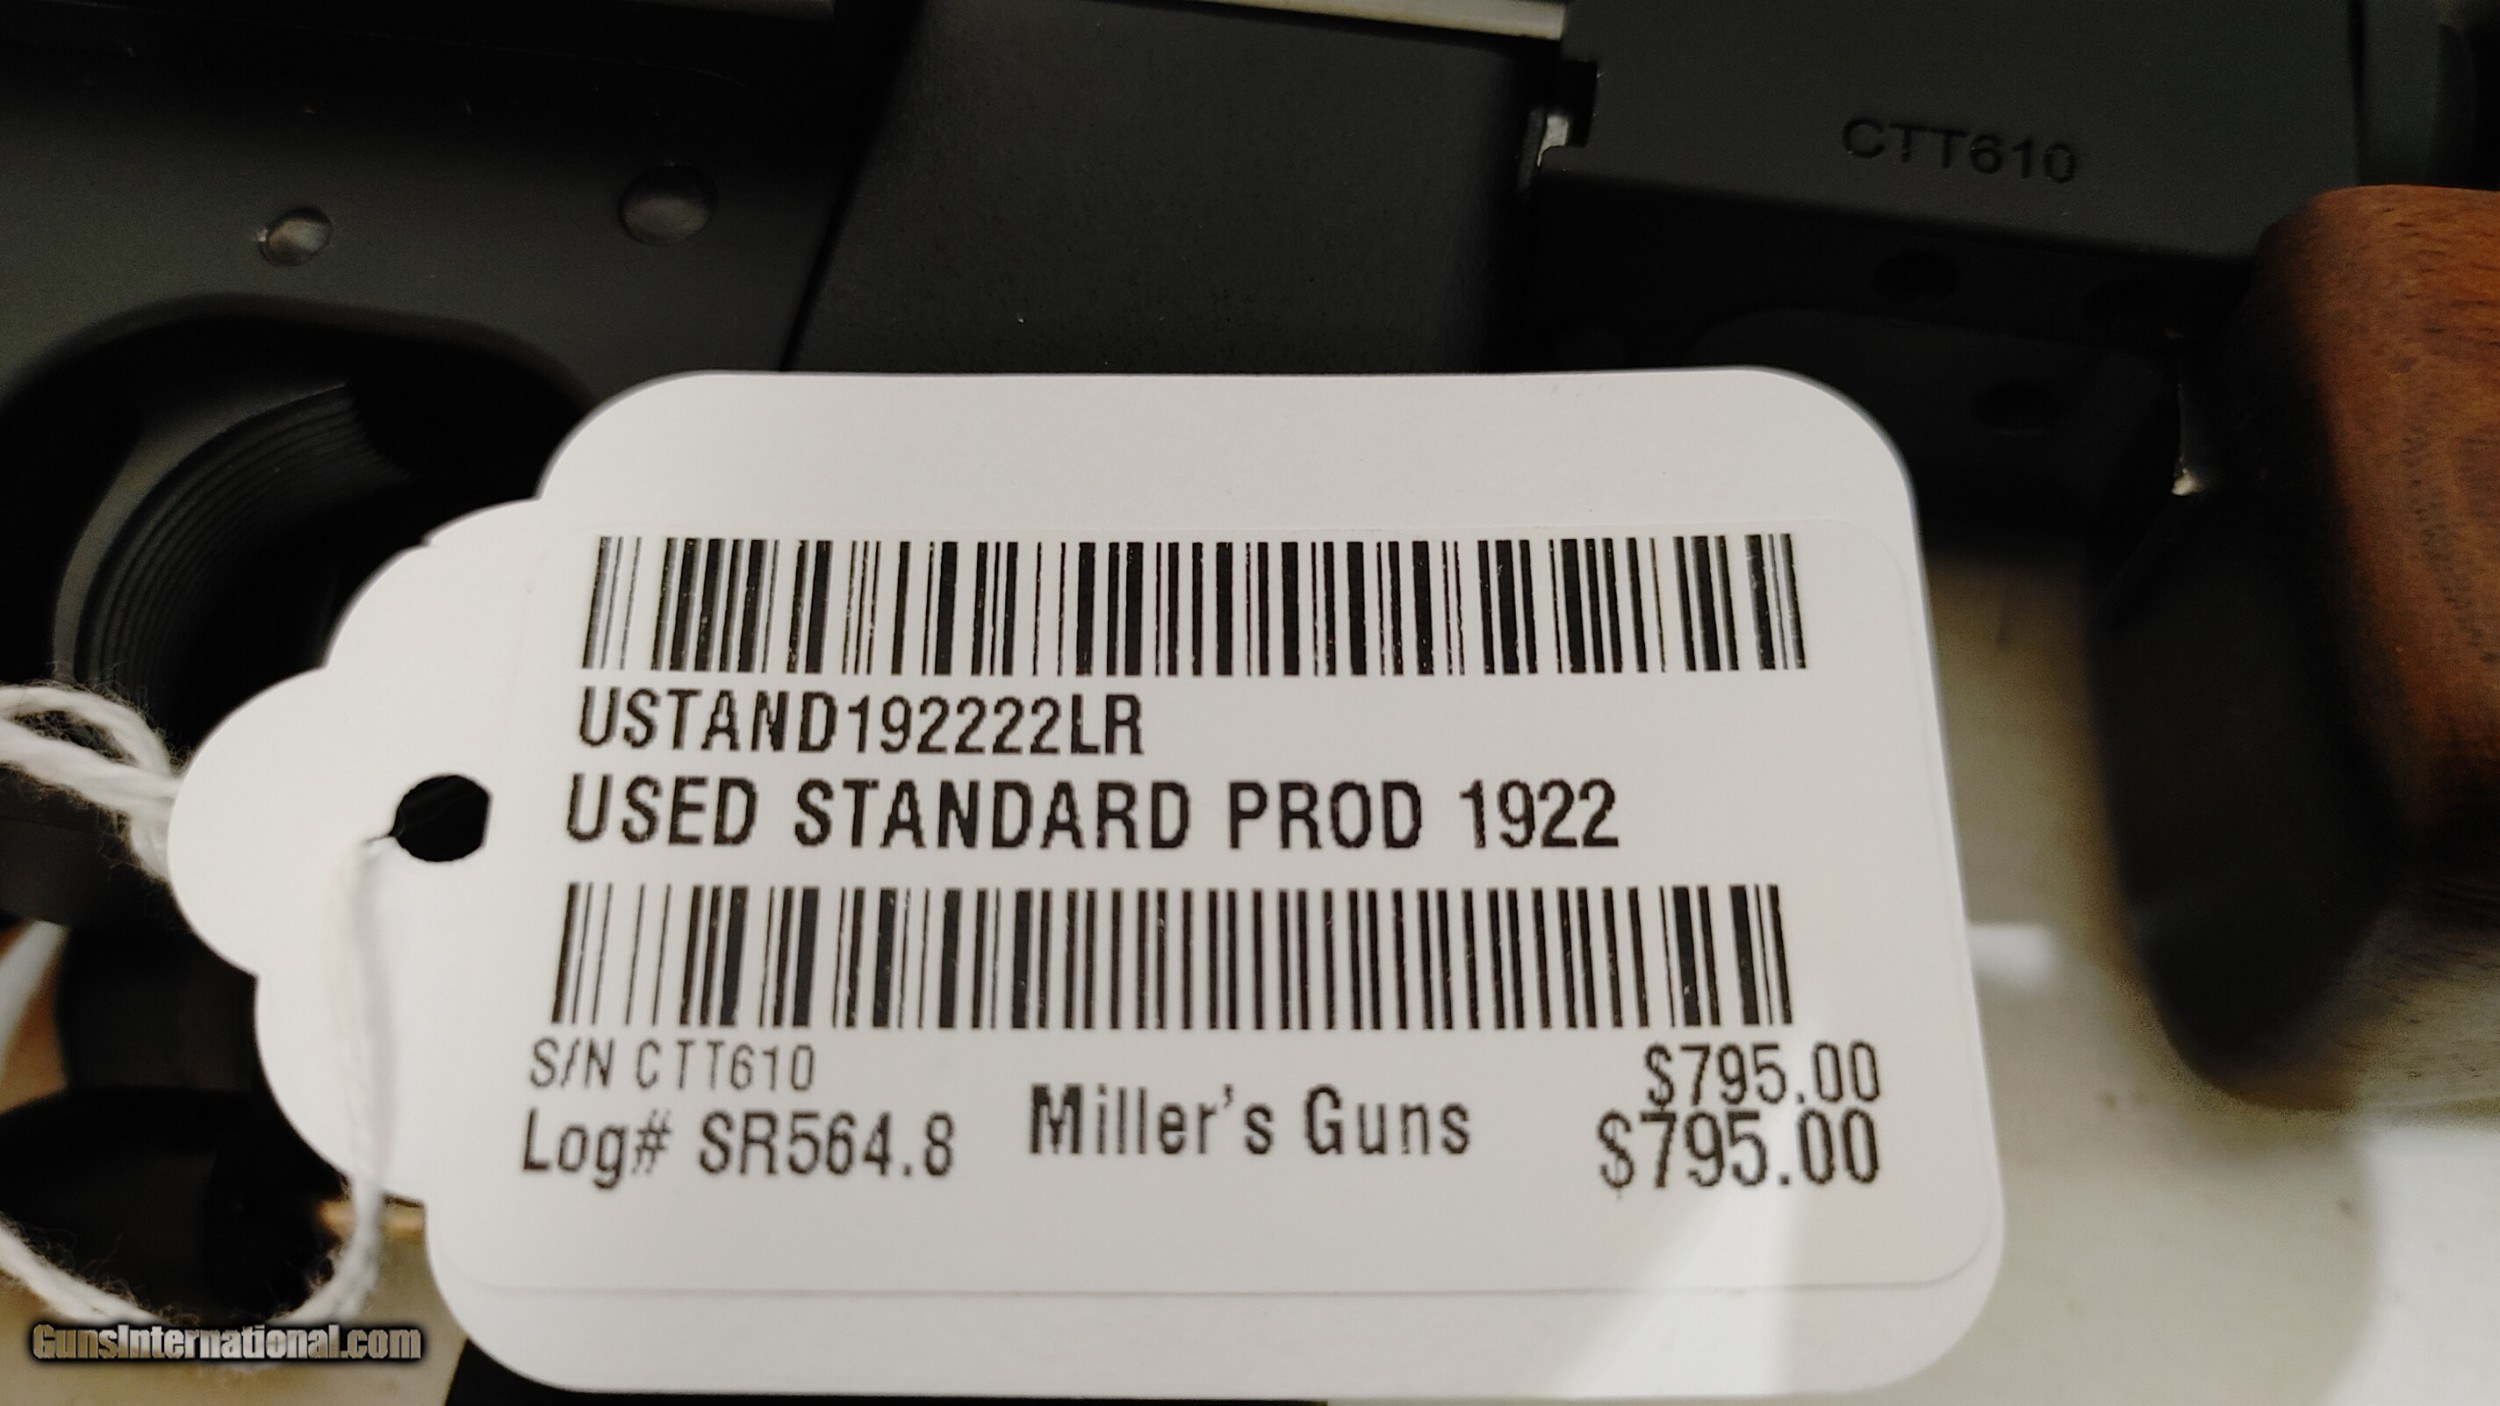 CTT610
USTAND192222LR
USED STANDARD PROD 1922
S/N CTT610
$795.00
Log# SR564.8
Miller's Guns
$795.00
GunsInternational.com